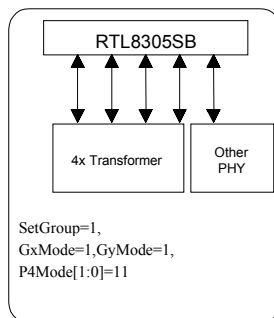 RTL8305SB
4x Transformer
Other
PHY
SetGroup=1,
GxMode=1,GyMode=1,
P4Mode[1:0]=11